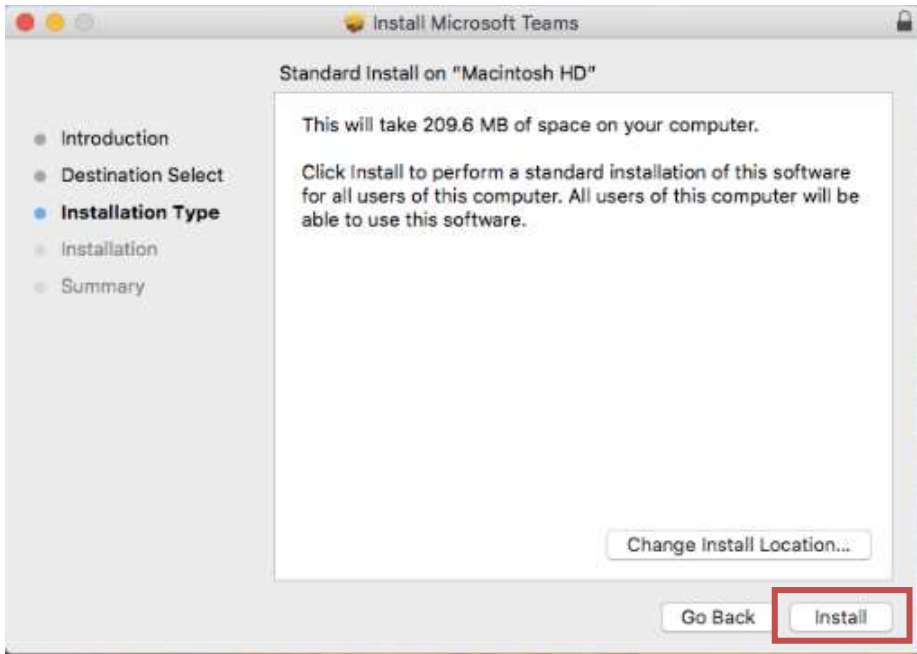 Install Microsoft Teams
Standard Install on "Macintosh HD"
Introduction
Destination Select
Installation Type
Installation
Summary
This will take 209.6 MB of space on your computer.
Click Install to perform a standard installation of this software
for all users of this computer. All users of this computer will be
able to use this software.
Change Install Location...
Go Back
Install